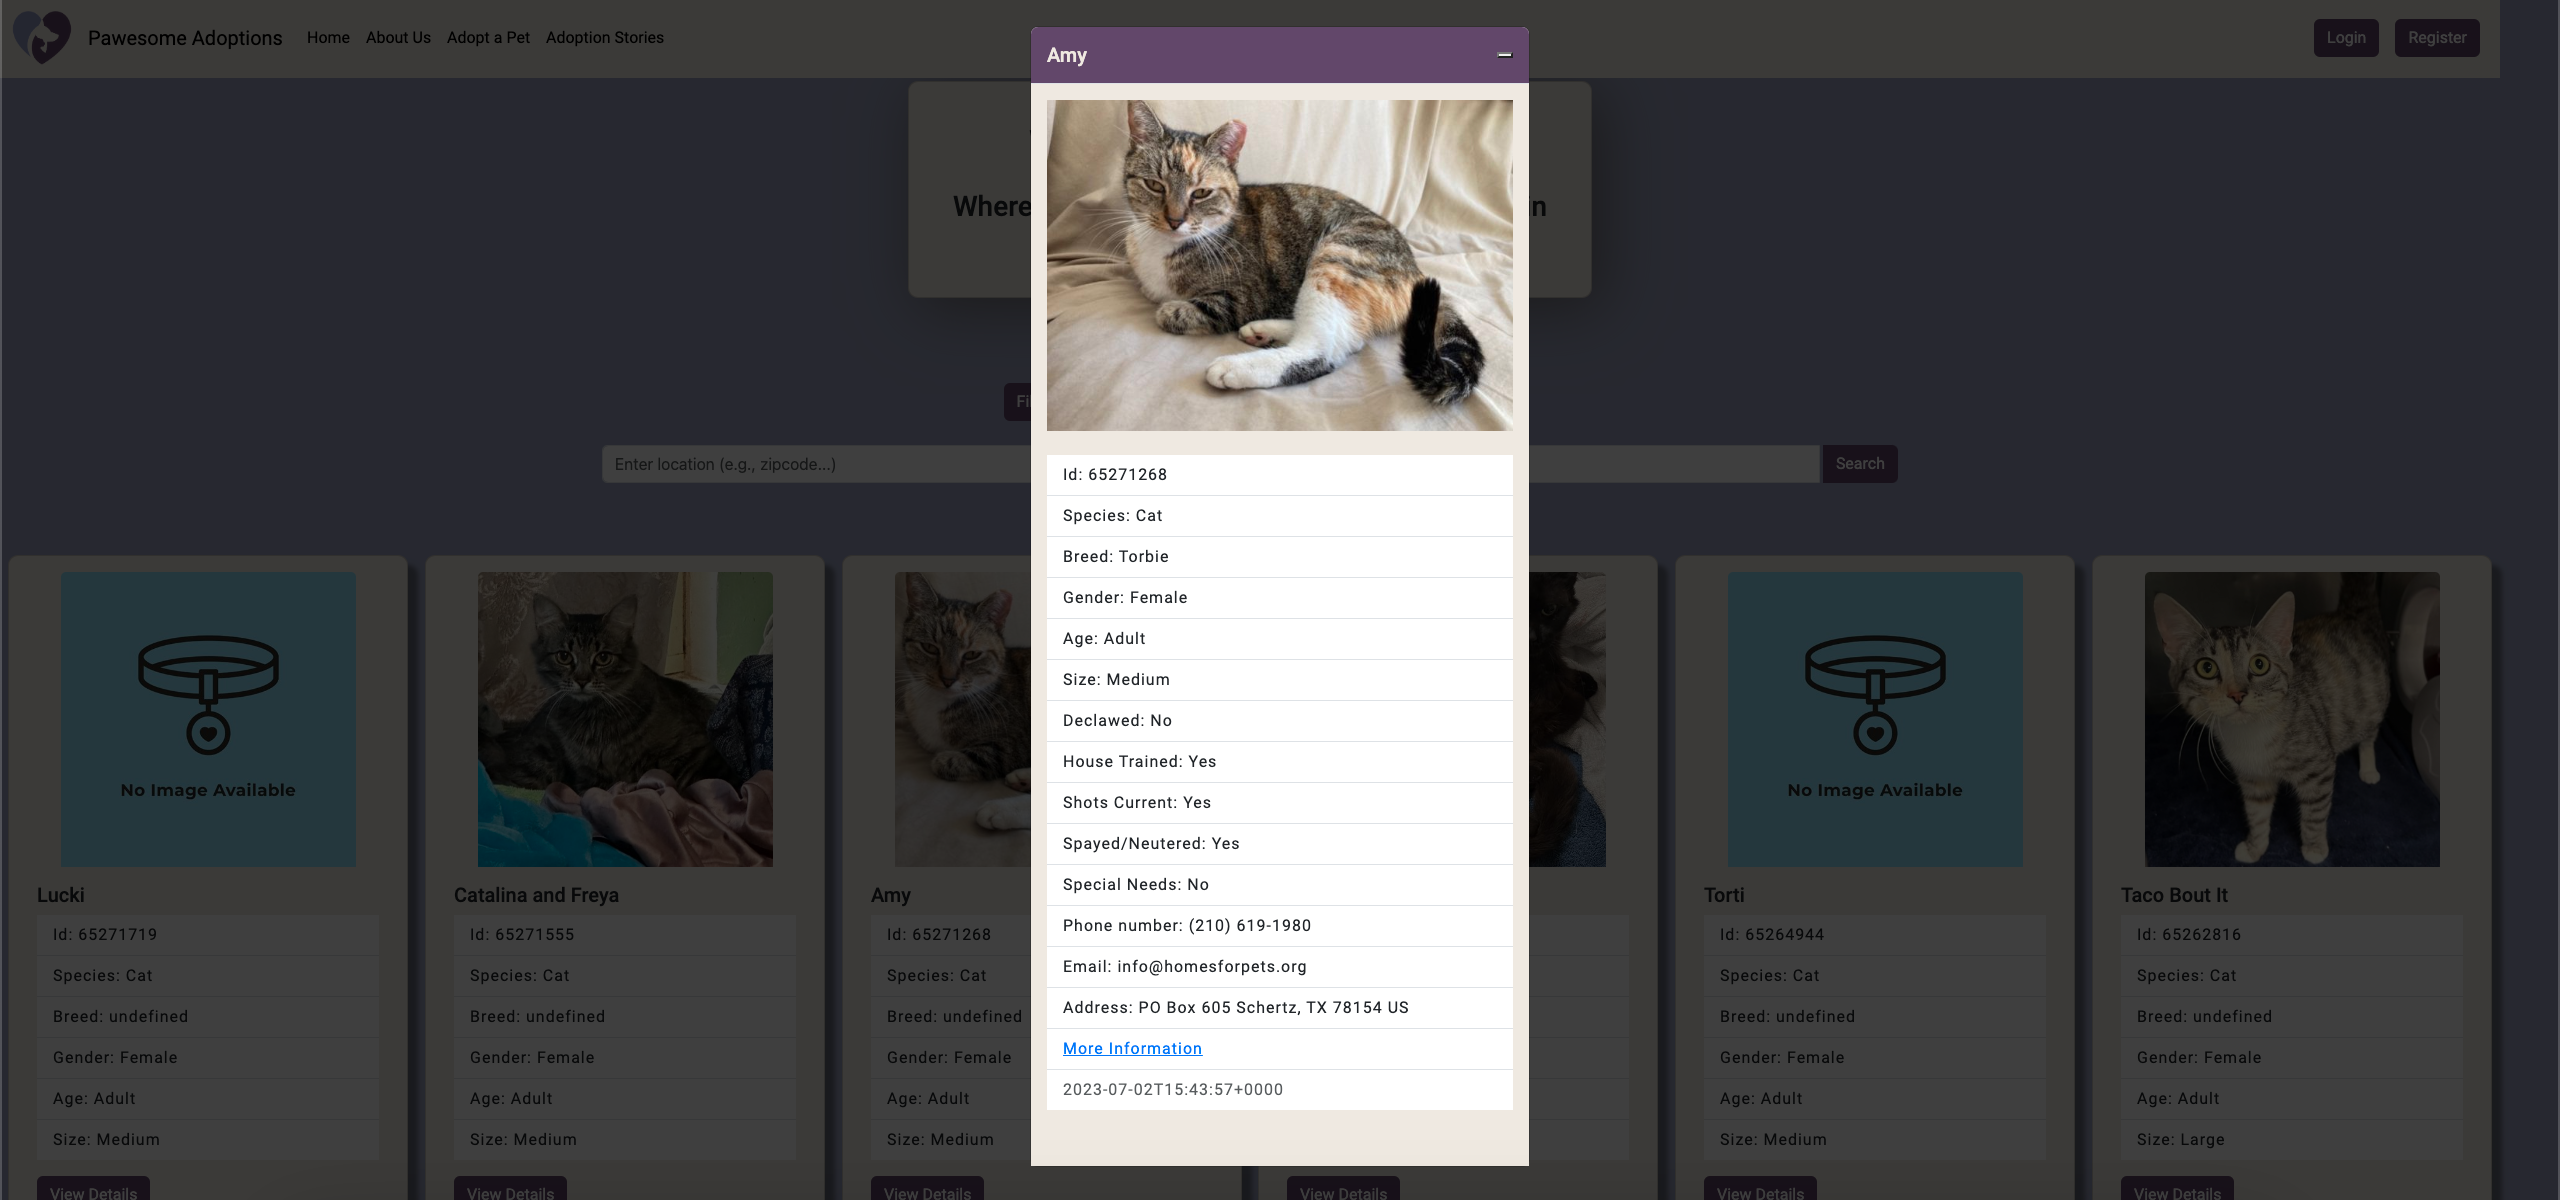 Pawesome Adoptions
Home
About Us
Adopt a Pet
Adoption Stories
Login
Register
Where
n
Enter location (e.g., zipcode...)
Search
Amy
Id: 65271268
Species: Cat
Breed: Torbie
Gender: Female
Age: Adult
Size: Medium
Declawed: No
House Trained: Yes
Shots Current: Yes
Spayed/Neutered: Yes
Special Needs: No
Phone number: (210) 619-1980
Email: info@homesforpets.org
Address: PO Box 605 Schertz, TX 78154 US
More Information
2023-07-02T15:43:57+0000
No Image Available
Lucki
Id: 65271719
Species: Cat
Breed: undefined
Gender: Female
Age: Adult
Size: Medium
View Details
Catalina and Freya
Id: 65271555
Species: Cat
Breed: undefined
Gender: Female
Age: Adult
Size: Medium
View Details
Amy
Id: 65271268
Species: Cat
Breed: undefined
Gender: Female
Age: Adult
Size: Medium
View Details
View Details
No Image Available
Torti
Id: 65264944
Species: Cat
Breed: undefined
Gender: Female
Age: Adult
Size: Medium
View Details
Taco Bout It
Id: 65262816
Species: Cat
Breed: undefined
Gender: Female
Age: Adult
Size: Large
View Details